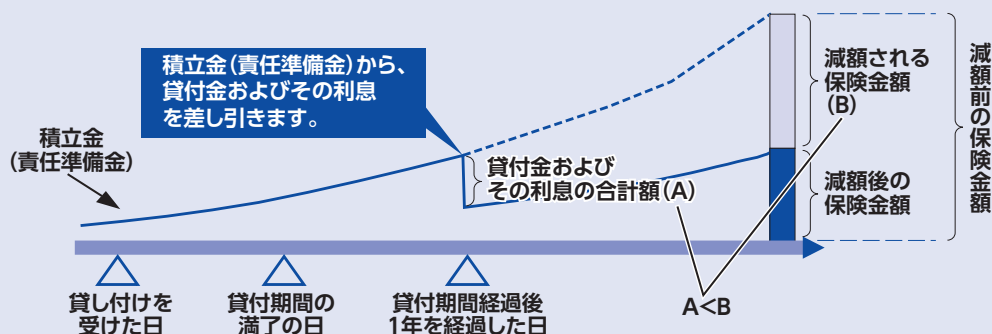 積立金(責任準備金)から、
貸付金およびその利息
を差し引きます。
積立金
(責任準備金)
貸付金および
その利息の合計額(A)
減額される
保険金額
(B)
減額後の
保険金額
減額前の保険金額
A<B
貸し付けを
受けた日
貸付期間の
満了の日
貸付期間経過後
1年を経過した日